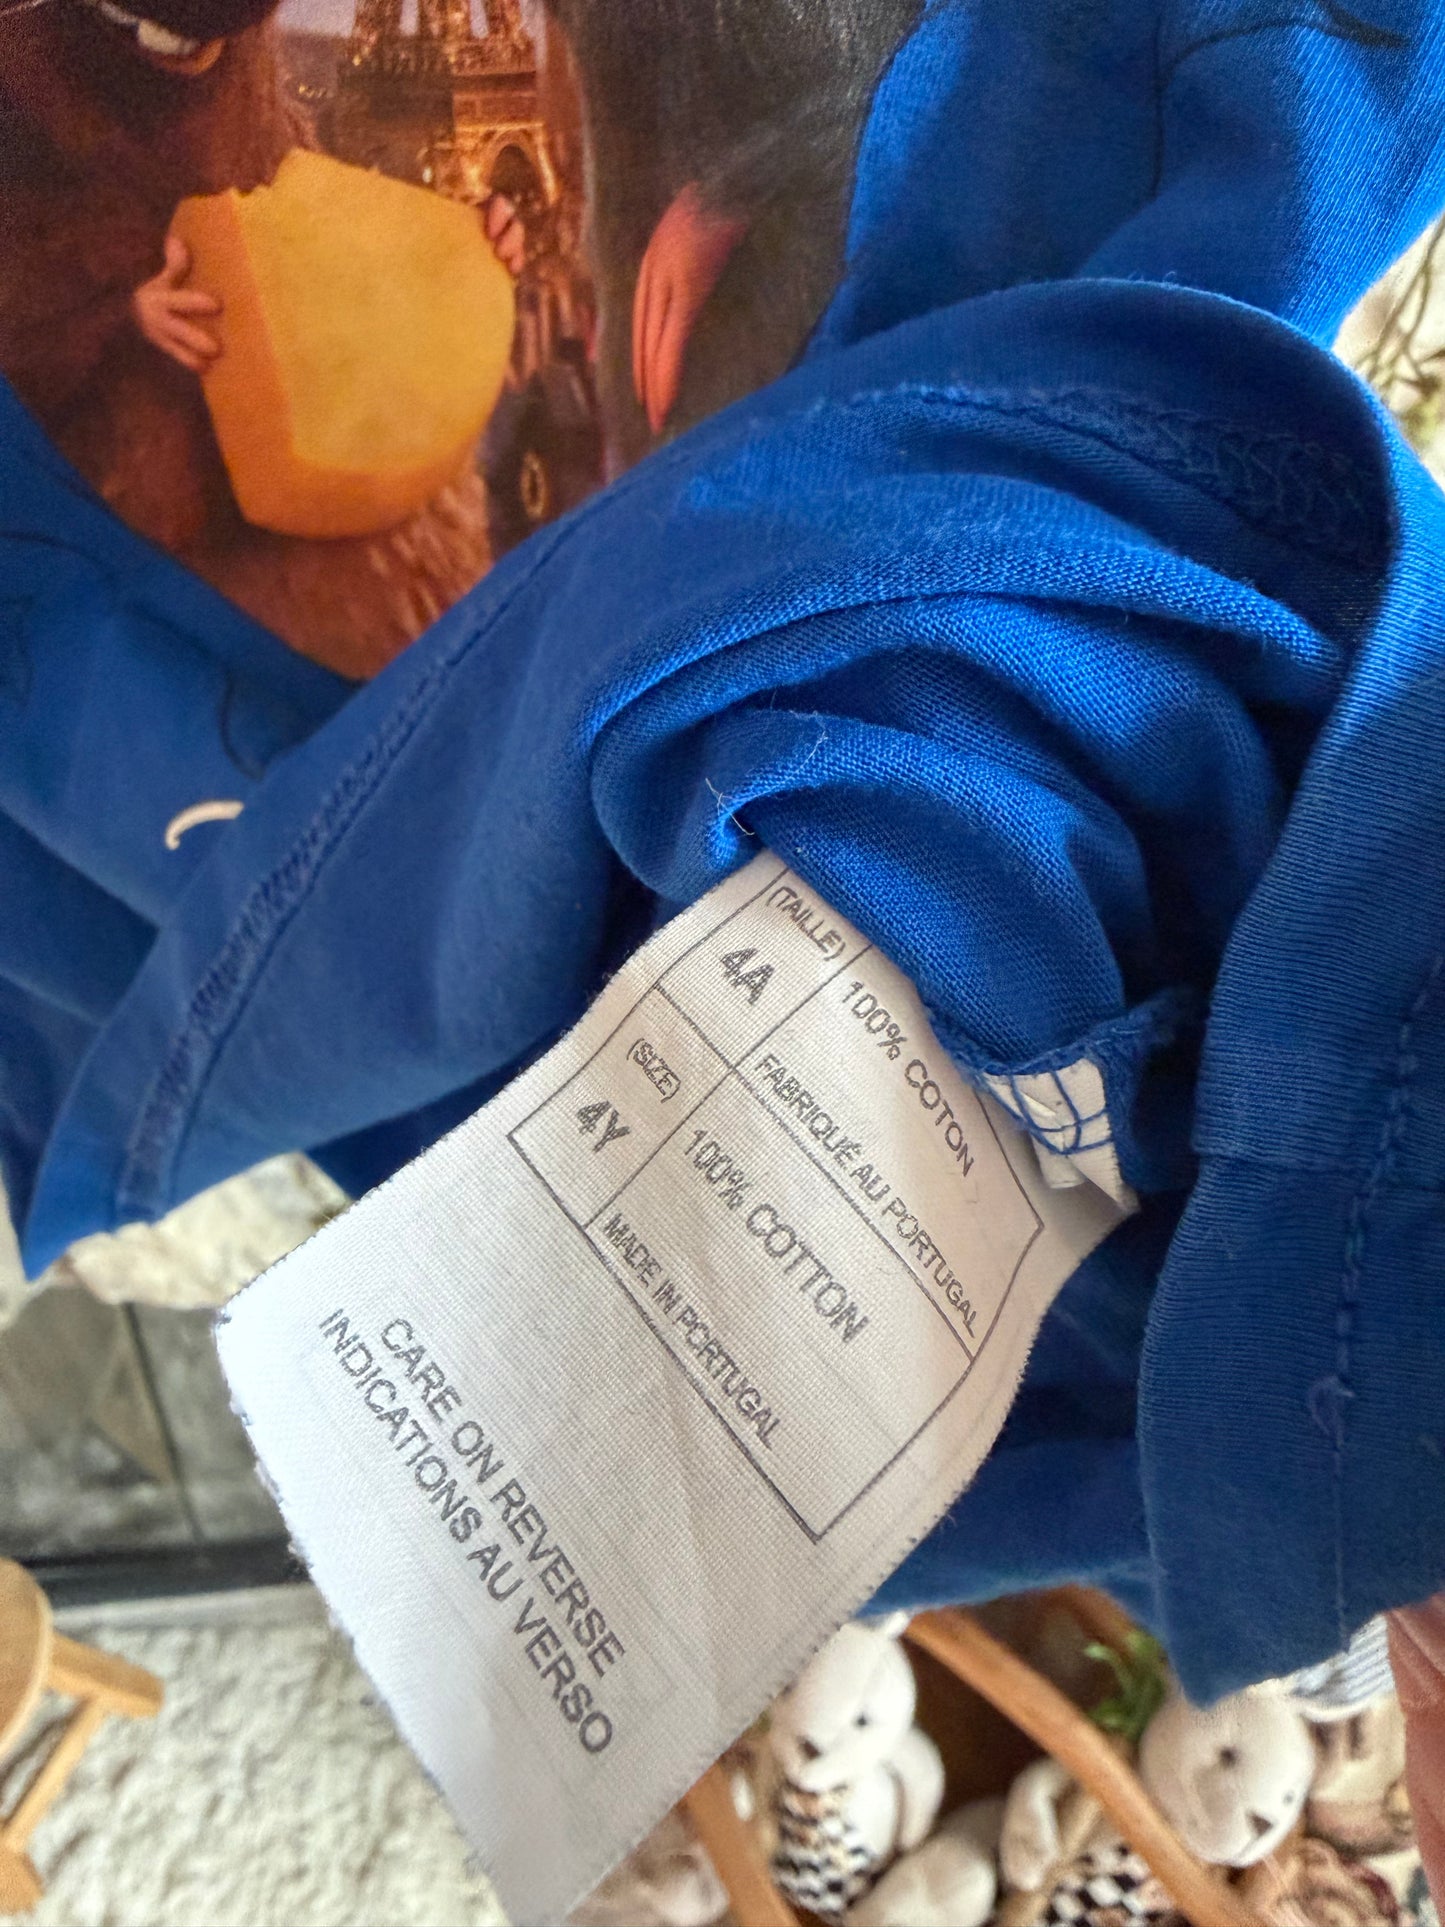 (TAILLE)
4A
100% COTON
FABRIQUÉ AU PORTUGAL
(SIZE)
4Y
100% COTTON
MADE IN PORTUGAL
CARE ON REVERSE
INDICATIONS AU VERSO